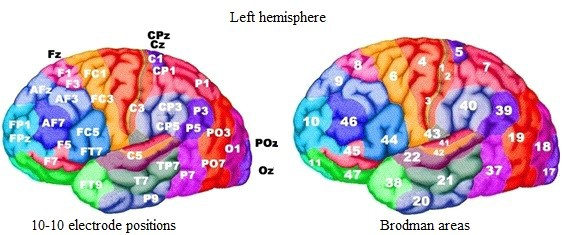 Left hemisphere
CPz
Cz
Fz
C1
F1
FC1
CP1
F3
P1
AFz
AF3
FC3
C3
CP3
P3
FP1
AF7
FC5
CP5
P5
PO3
FPz
F5
FT7
C5
O1
PO2
F7
TP7
PO7
Oz
FT9
T7
P7
P9
10-10 electrode positions
5
8
4
1
7
9
6
2
3
40
39
10
46
44
43
19
41
18
45
22
42
11
47
38
21
37
17
20
Brodman areas